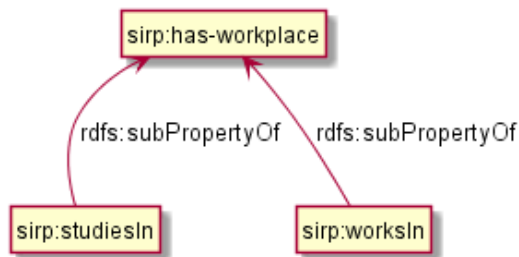 sirp:has-workplace
rdfs:subPropertyOf
rdfs:subPropertyOf
sirp:studiesIn
sirp:worksIn